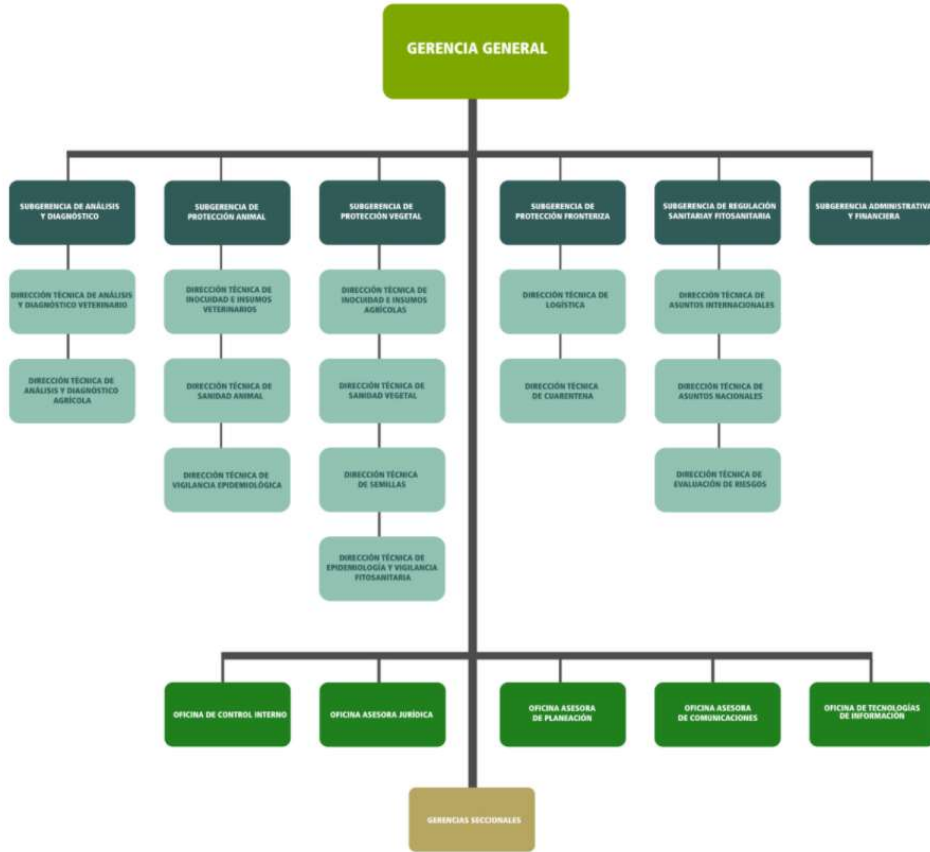 GERENCIA GENERAL
SUBGERENCIA DE ANÁLISIS
Y DIAGNÓSTICO
SUBGERENCIA DE
PROTECCIÓN ANIMAL
SUBGERENCIA DE
PROTECCIÓN VEGETAL
SUBGERENCIA DE
PROTECCIÓN FRONTERIZA
SUBGERENCIA DE REGULACIÓN
SANITARIAY FITOSANITARIA
SUBGERENCIA ADMINISTRATIVA
Y FINANCIERA
DIRECCIÓN TÉCNICA DE ANÁLISIS
Y DIAGNÓSTICO VETERINARIO
DIRECCIÓN TÉCNICA DE
INOCUIDAD E INSUMOS
VETERINARIOS
DIRECCIÓN TÉCNICA DE
INOCUIDAD E INSUMOS
AGRÍCOLAS
DIRECCIÓN TÉCNICA DE
LOGÍSTICA
DIRECCIÓN TÉCNICA DE
ASUNTOS INTERNACIONALES
DIRECCIÓN TÉCNICA DE
ANÁLISIS Y DIAGNÓSTICO
AGRÍCOLA
DIRECCIÓN TÉCNICA DE
SANIDAD ANIMAL
DIRECCIÓN TÉCNICA DE
SANIDAD VEGETAL
DIRECCIÓN TÉCNICA
DE CUARENTENA
DIRECCIÓN TÉCNICA DE
ASUNTOS NACIONALES
DIRECCIÓN TÉCNICA DE
VIGILANCIA EPIDEMIOLÓGICA
DIRECCIÓN TÉCNICA
DE SEMILLAS
DIRECCIÓN TÉCNICA DE
EVALUACIÓN DE RIESGOS
DIRECCIÓN TÉCNICA DE
EPIDEMIOLOGÍA Y VIGILANCIA
FITOSANITARIA
OFICINA DE CONTROL INTERNO
OFICINA ASESORA JURÍDICA
OFICINA ASESORA
DE PLANEACIÓN
OFICINA ASESORA
DE COMUNICACIONES
OFICINA DE TECNOLOGÍAS
DE INFORMACIÓN
GERENCIAS SECCIONALES